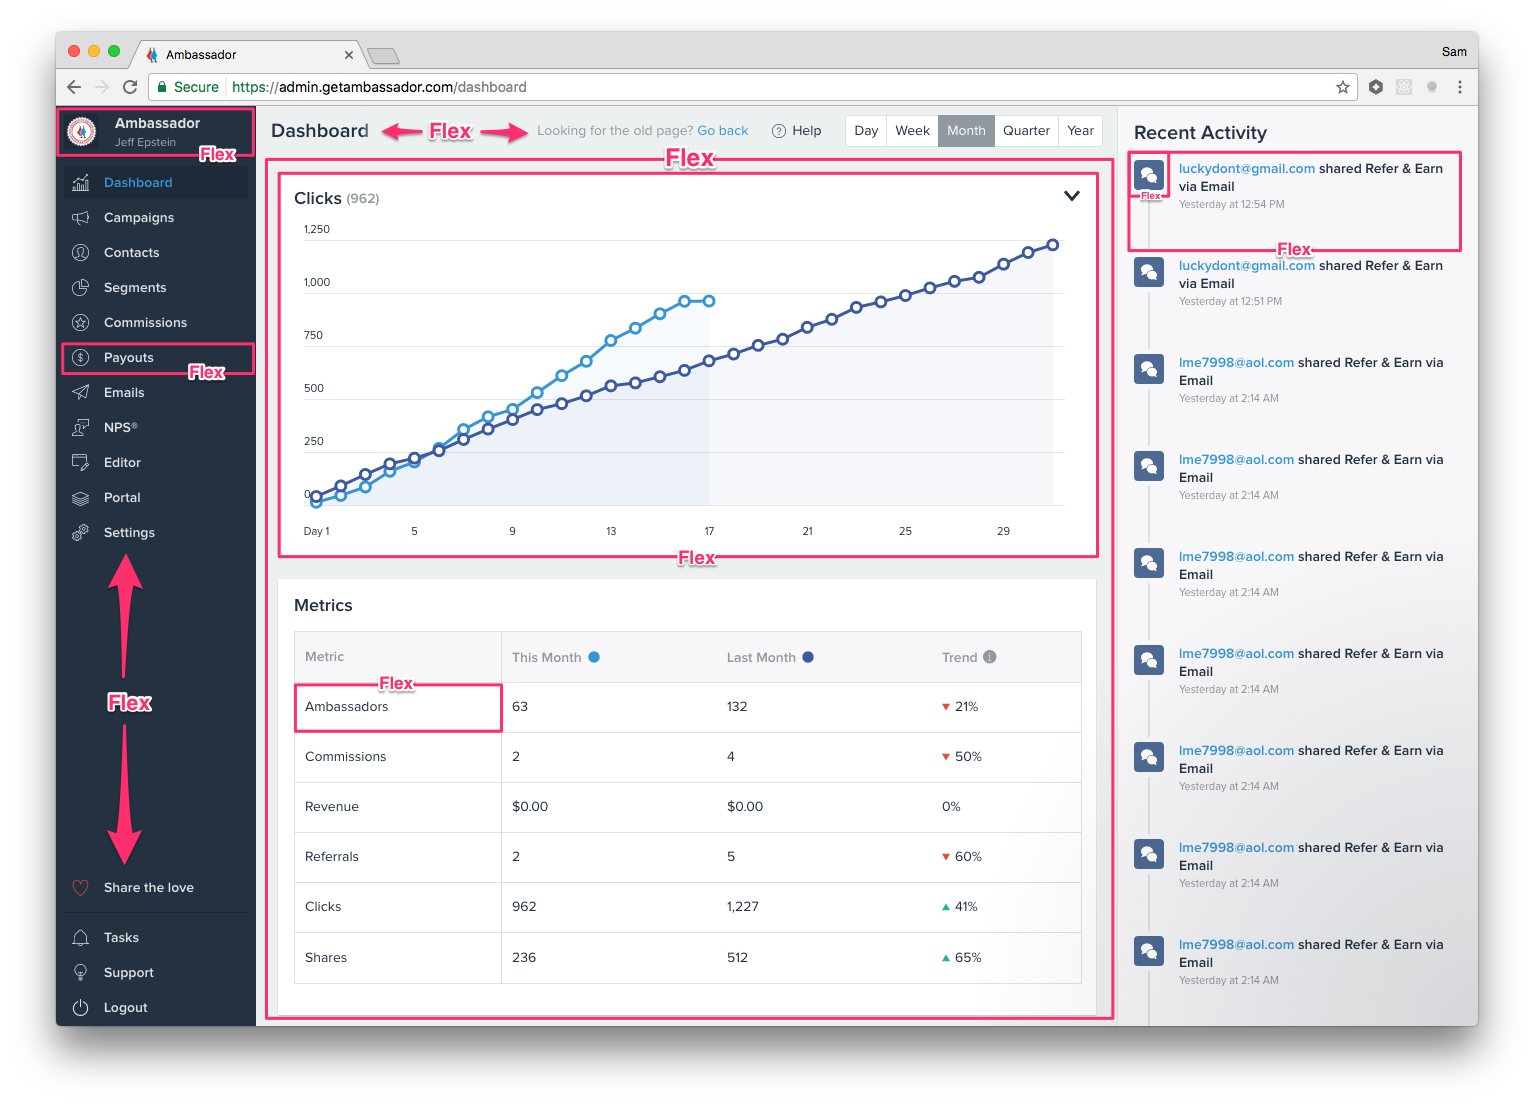 Ambassador
Sam
Secure https://admin.getambassador.com/dashboard
Ambassador
Jeff Epstein
Flex
Dashboard
Campaigns
Contacts
Segments
Commissions
Payouts
Flex
Emails
NPS®
Editor
Portal
Settings
Flex
Share the love
Tasks
Support
Logout
Dashboard Flex Looking for the old page? Go back ? Help Day Week Month Quarter Year
Flex
Clicks (962)
1,250
1,000
750
500
250
0
Day 1 5 9 13 17 21 25 29
Flex
Metrics
Metric This Month Last Month Trend i
Flex
Ambassadors 63 132 21%
Commissions 2 4 50%
Revenue $0.00 $0.00 0%
Referrals 2 5 60%
Clicks 962 1,227 41%
Shares 236 512 65%
Recent Activity
luckydont@gmail.com shared Refer & Earn
via Email
Flex
Yesterday at 12:54 PM
Flex
luckydont@gmail.com shared Refer & Earn
via Email
Yesterday at 12:51 PM
lme7998@aol.com shared Refer & Earn via
Email
Yesterday at 2:14 AM
lme7998@aol.com shared Refer & Earn via
Email
Yesterday at 2:14 AM
lme7998@aol.com shared Refer & Earn via
Email
Yesterday at 2:14 AM
lme7998@aol.com shared Refer & Earn via
Email
Yesterday at 2:14 AM
lme7998@aol.com shared Refer & Earn via
Email
Yesterday at 2:14 AM
lme7998@aol.com shared Refer & Earn via
Email
Yesterday at 2:14 AM
lme7998@aol.com shared Refer & Earn via
Email
Yesterday at 2:14 AM